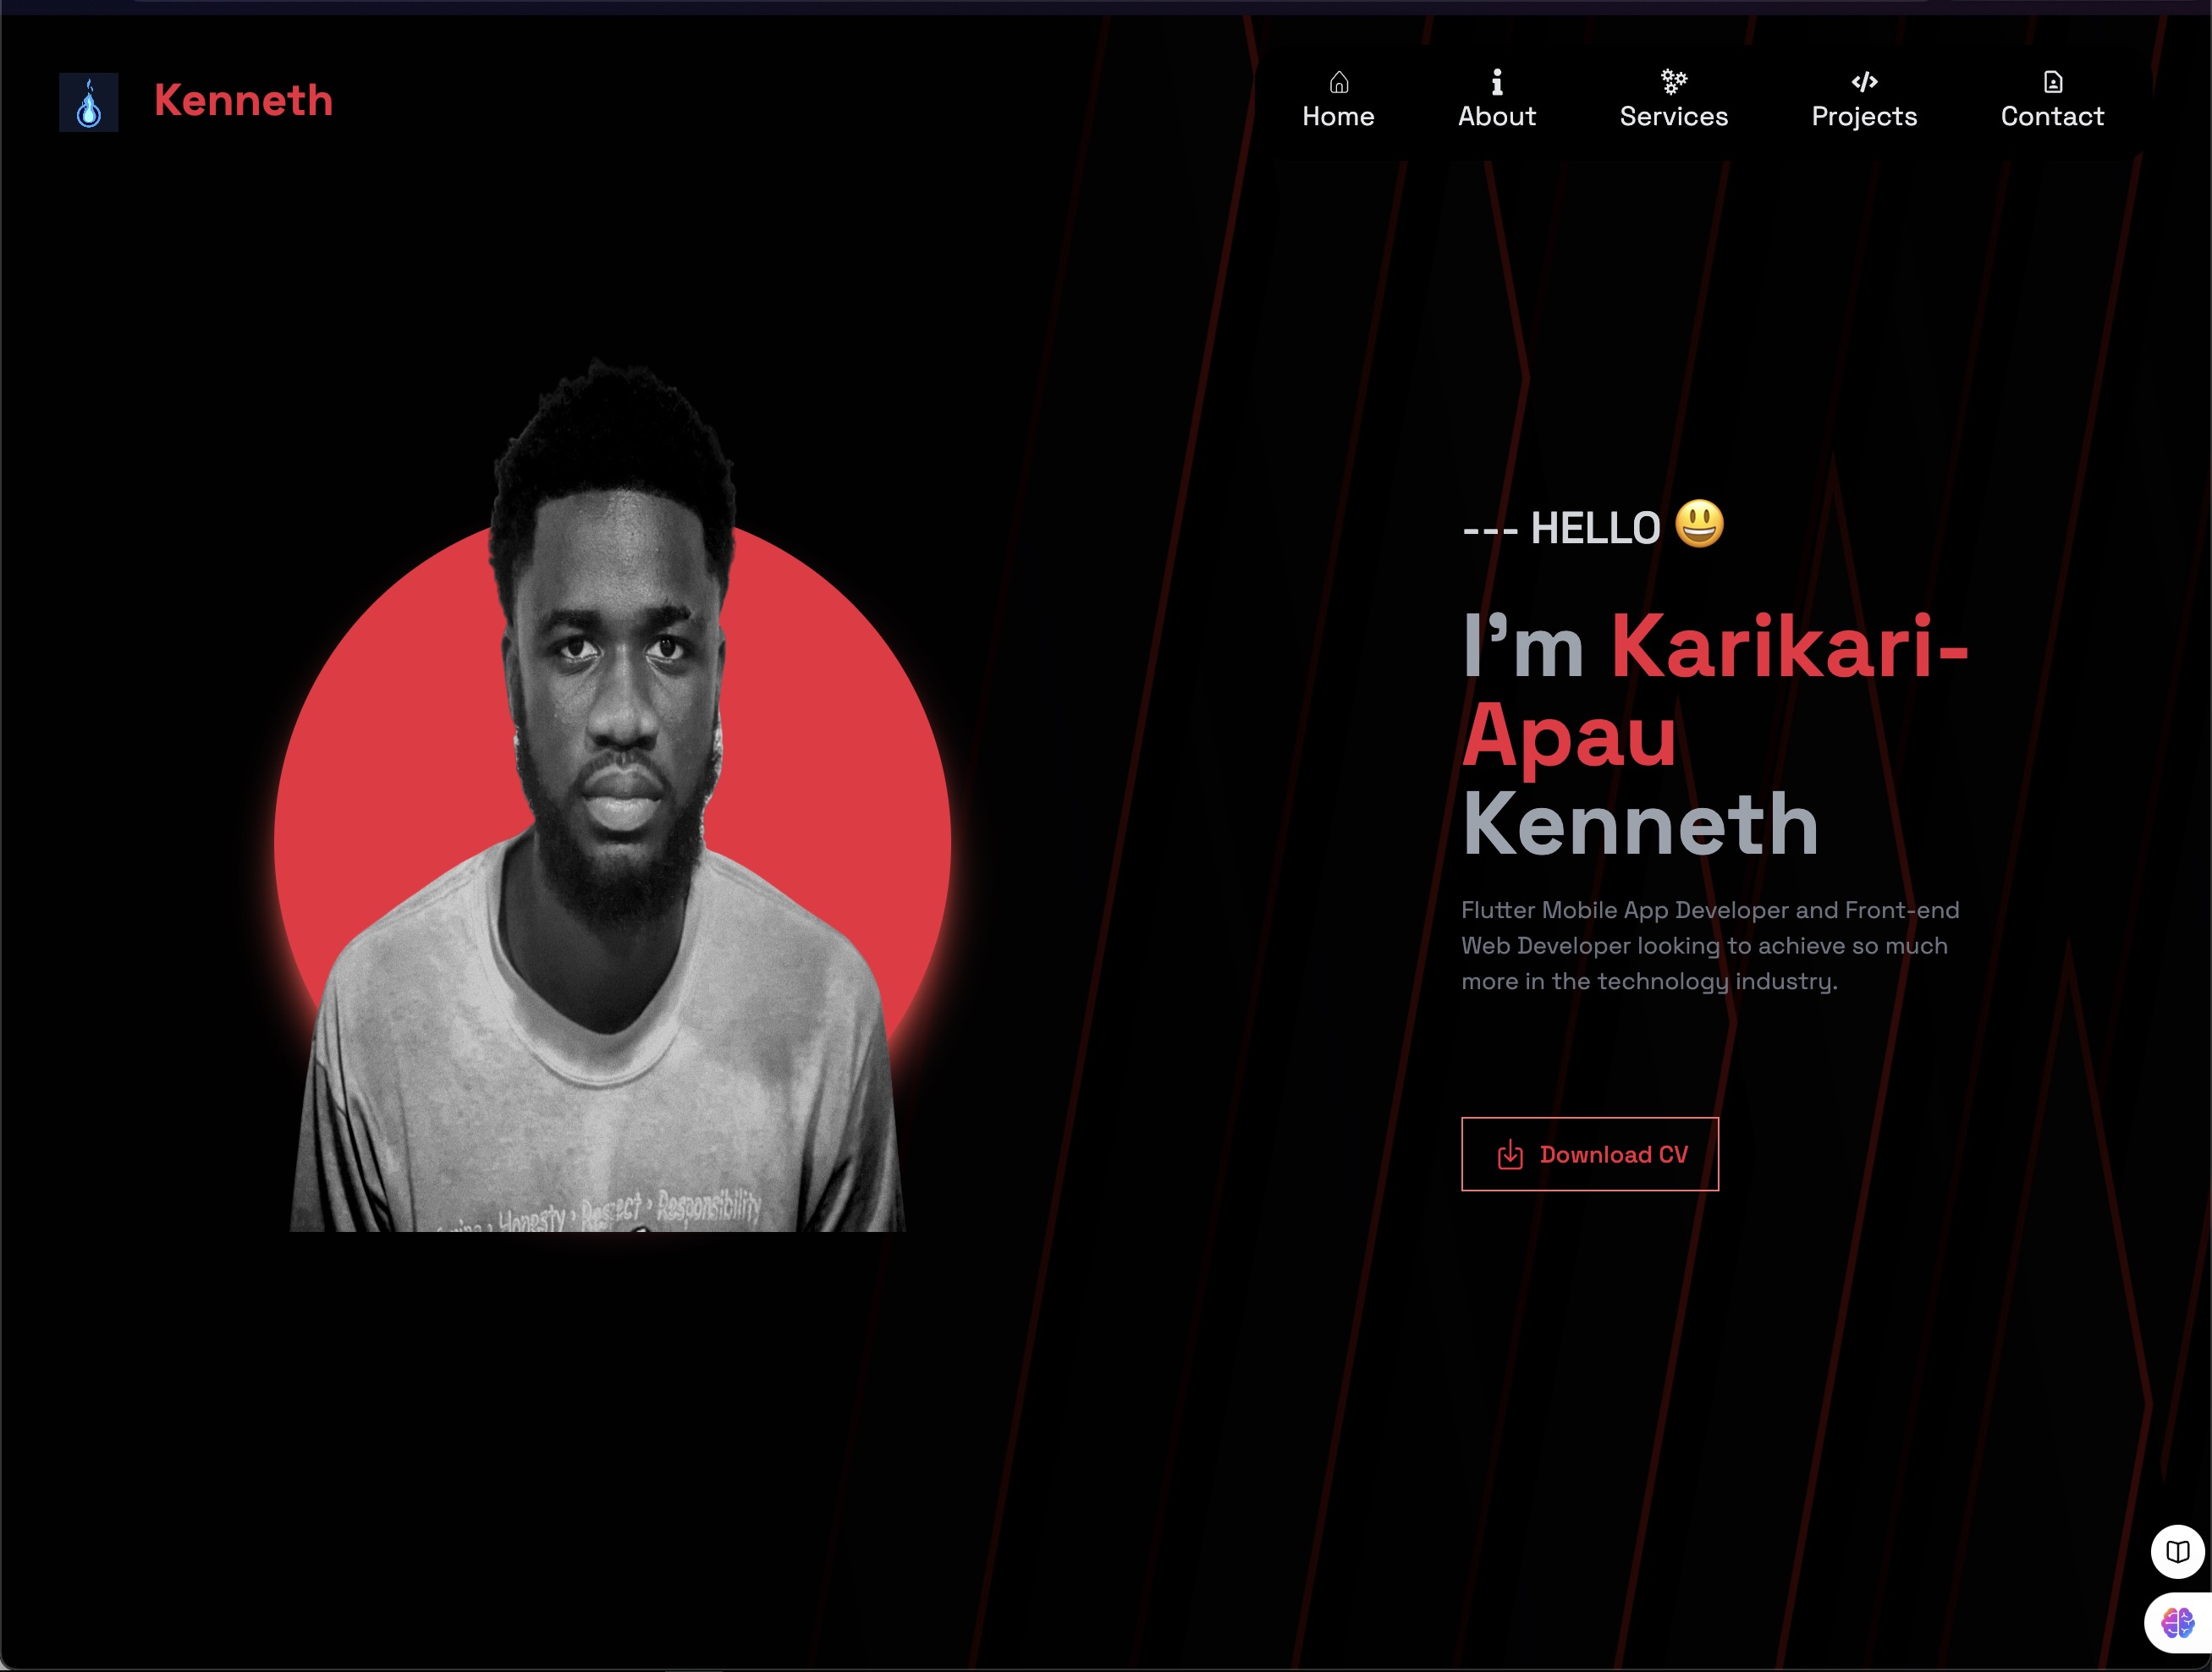 Kenneth
Home About Services Projects Contact
--- HELLO 😃
I'm Karikari-
Apau
Kenneth
Flutter Mobile App Developer and Front-end
Web Developer looking to achieve so much
more in the technology industry.
Download CV
Honesty › Respect › Responsibility